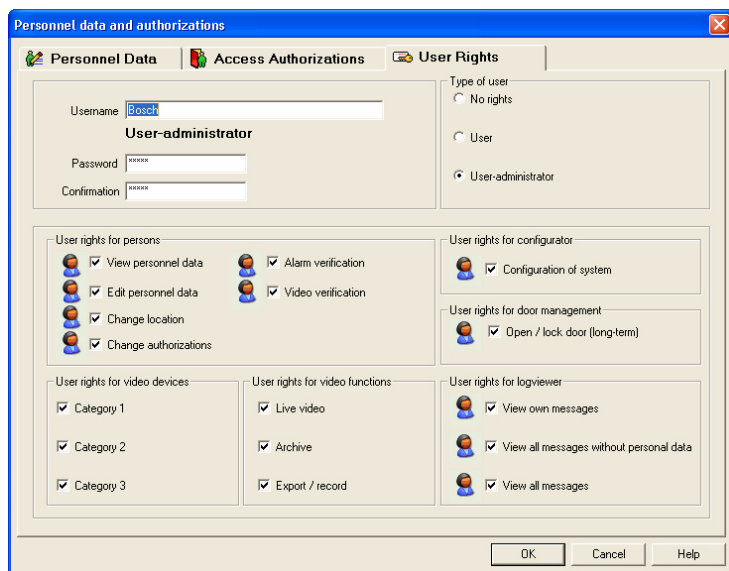 Personnel data and authorizations
Personnel Data
Access Authorizations
User Rights
Username
Bosch
User-administrator
Password
*****
Confirmation
*****
Type of user
No rights
User
User-administrator
User rights for persons
View personnel data
Alarm verification
Edit personnel data
Video verification
Change location
Change authorizations
User rights for configurator
Configuration of system
User rights for door management
Open / lock door (long-term)
User rights for video devices
Category 1
Category 2
Category 3
User rights for video functions
Live video
Archive
Export / record
User rights for logviewer
View own messages
View all messages without personal data
View all messages
OK
Cancel
Help